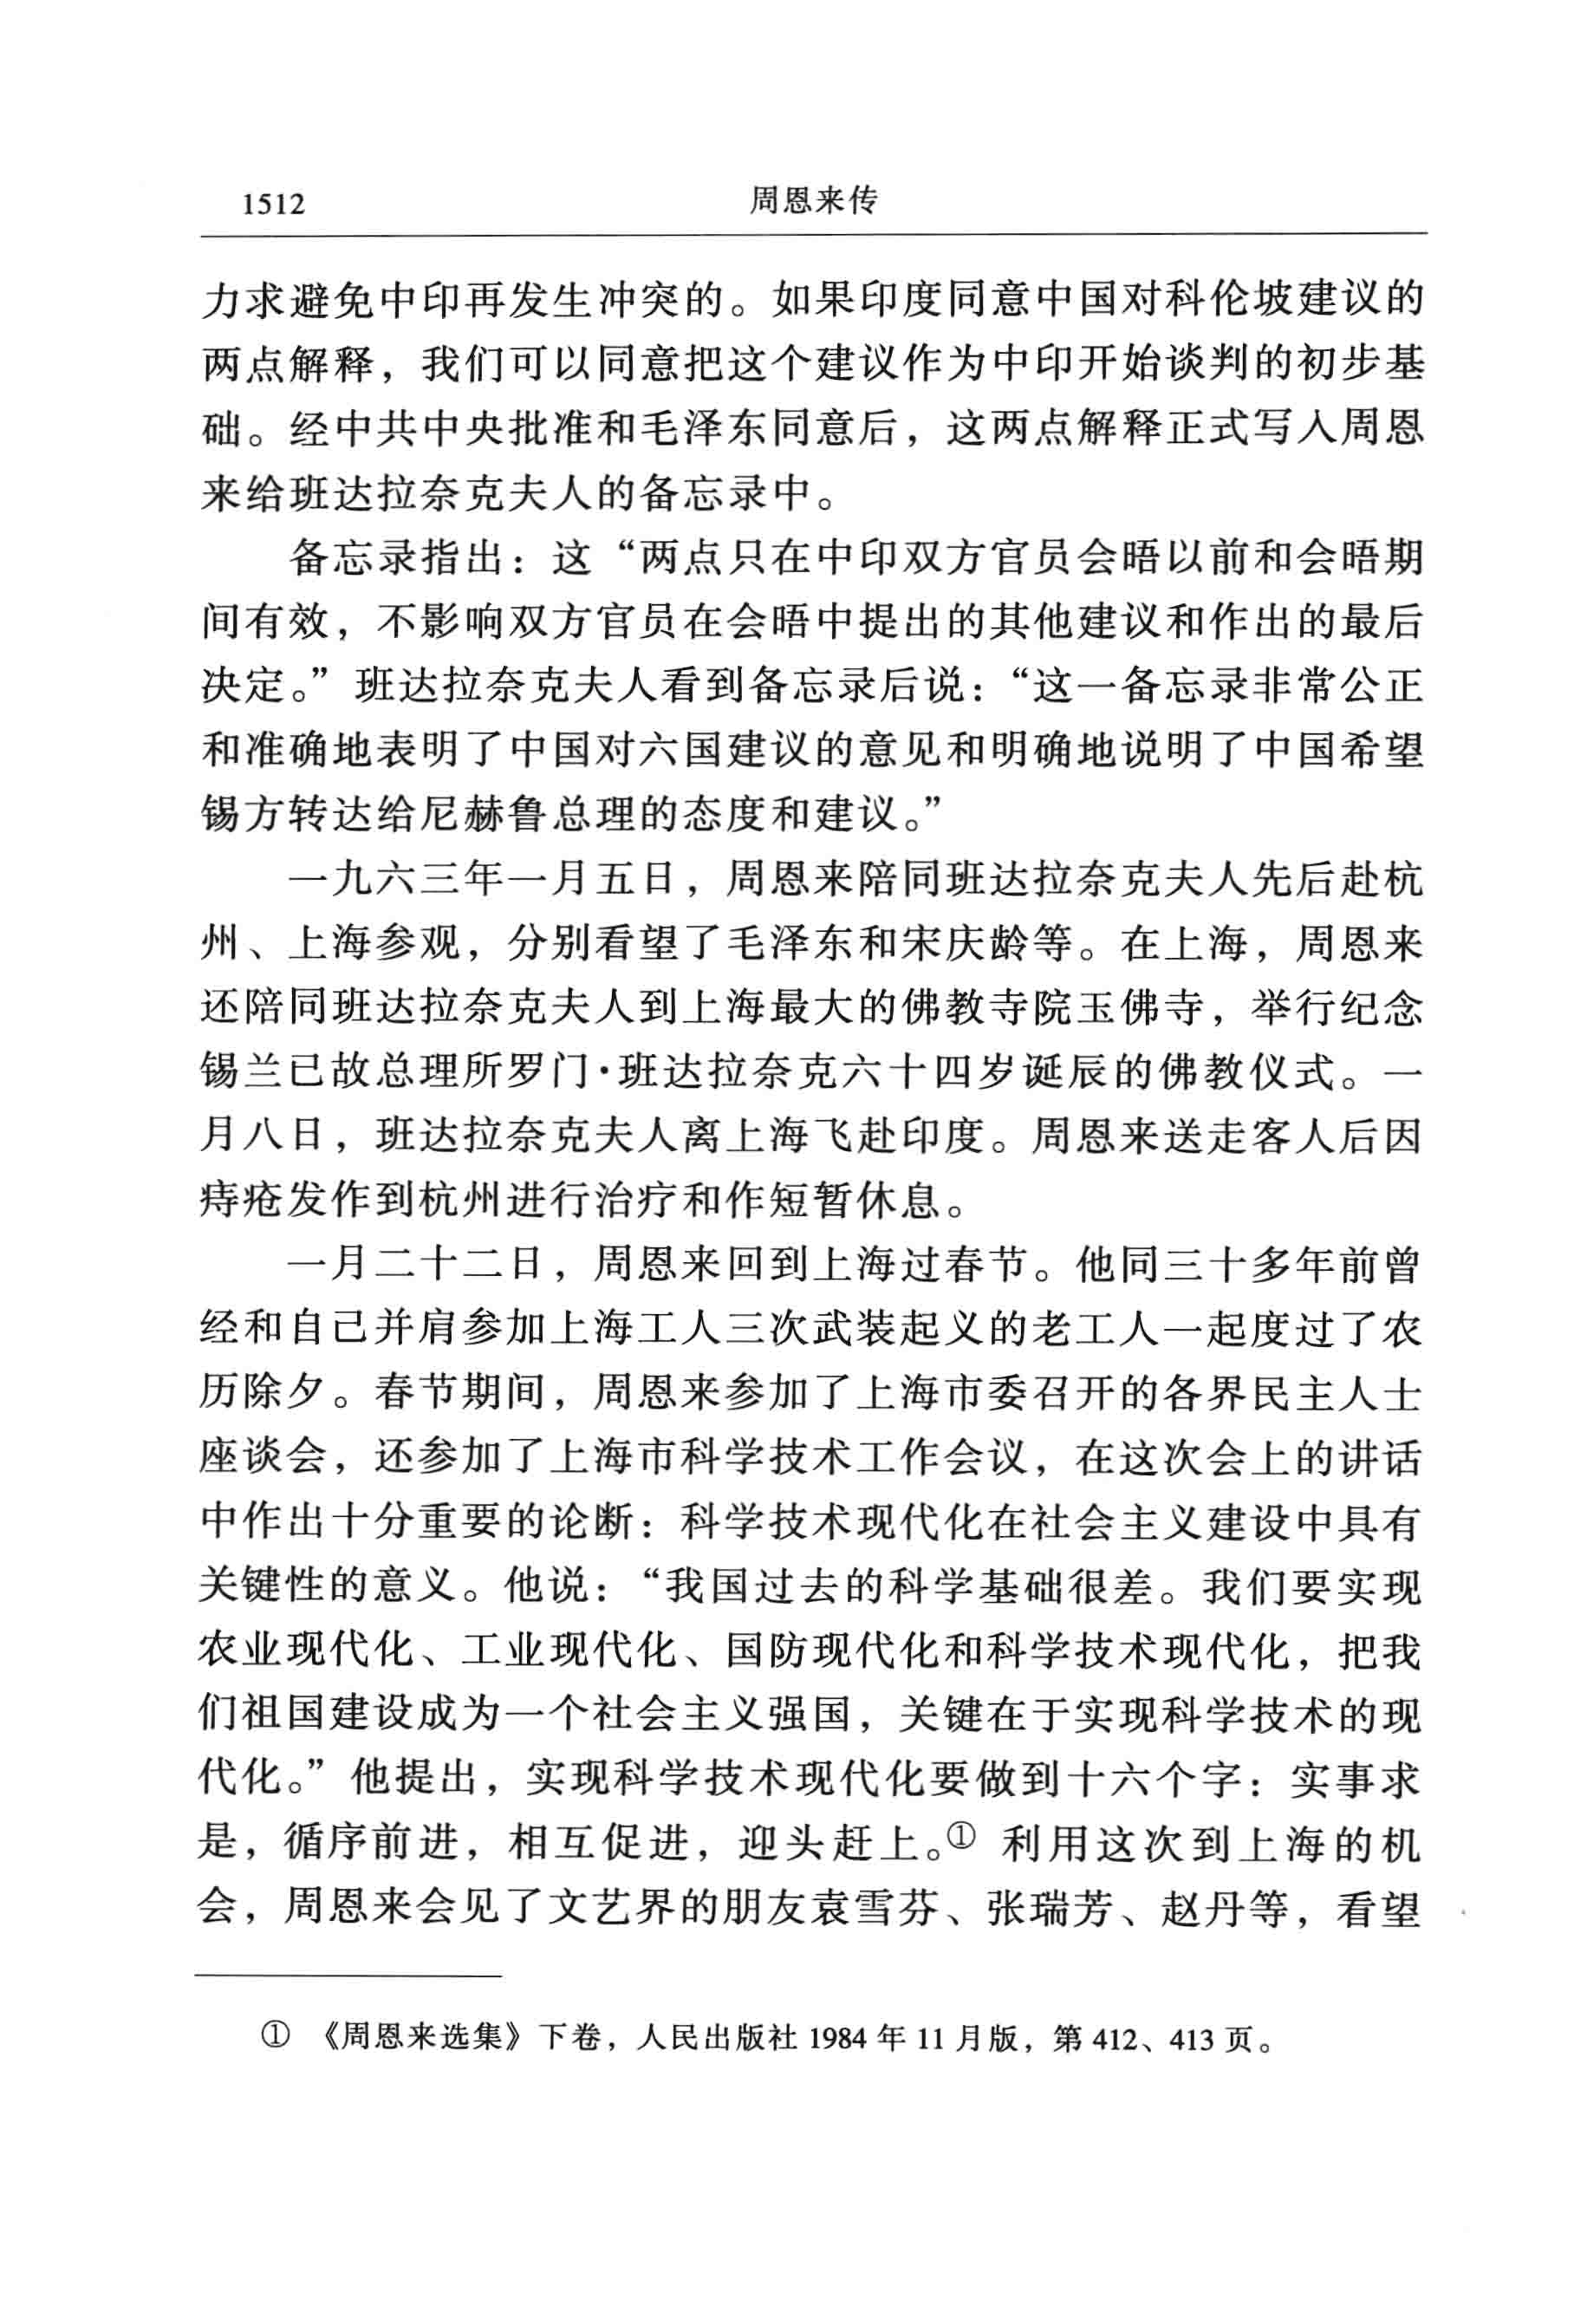 1512
周恩来传
力求避免中印再发生冲突的。如果印度同意中国对科伦坡建议的
两点解释，我们可以同意把这个建议作为中印开始谈判的初步基
础。经中共中央批准和毛泽东同意后，这两点解释正式写入周恩
来给班达拉奈克夫人的备忘录中。
备忘录指出：这“两点只在中印双方官员会晤以前和会晤期
间有效，不影响双方官员在会晤中提出的其他建议和作出的最后
决定。”班达拉奈克夫人看到备忘录后说：“这一备忘录非常公正
和准确地表明了中国对六国建议的意见和明确地说明了中国希望
锡方转达给尼赫鲁总理的态度和建议。”
一九六三年一月五日，周恩来陪同班达拉奈克夫人先后赴杭
州、上海参观，分别看望了毛泽东和宋庆龄等。在上海，周恩来
还陪同班达拉奈克夫人到上海最大的佛教寺院玉佛寺，举行纪念
锡兰已故总理所罗门·班达拉奈克六十四岁诞辰的佛教仪式。一
月八日，班达拉奈克夫人离上海飞赴印度。周恩来送走客人后因
痔疮发作到杭州进行治疗和作短暂休息。
一月二十二日，周恩来回到上海过春节。他同三十多年前曾
经和自己并肩参加上海工人三次武装起义的老工人一起度过了农
历除夕。春节期间，周恩来参加了上海市委召开的各界民主人士
座谈会，还参加了上海市科学技术工作会议，在这次会上的讲话
中作出十分重要的论断：科学技术现代化在社会主义建设中具有
关键性的意义。他说：“我国过去的科学基础很差。我们要实现
农业现代化、工业现代化、国防现代化和科学技术现代化，把我
们祖国建设成为一个社会主义强国，关键在于实现科学技术的现
代化。”他提出，实现科学技术现代化要做到十六个字：实事求
是，循序前进，相互促进，迎头赶上。① 利用这次到上海的机
会，周恩来会见了文艺界的朋友袁雪芬、张瑞芳、赵丹等，看望
① 《周恩来选集》下卷，人民出版社 1984 年 11 月版，第 412、413 页。